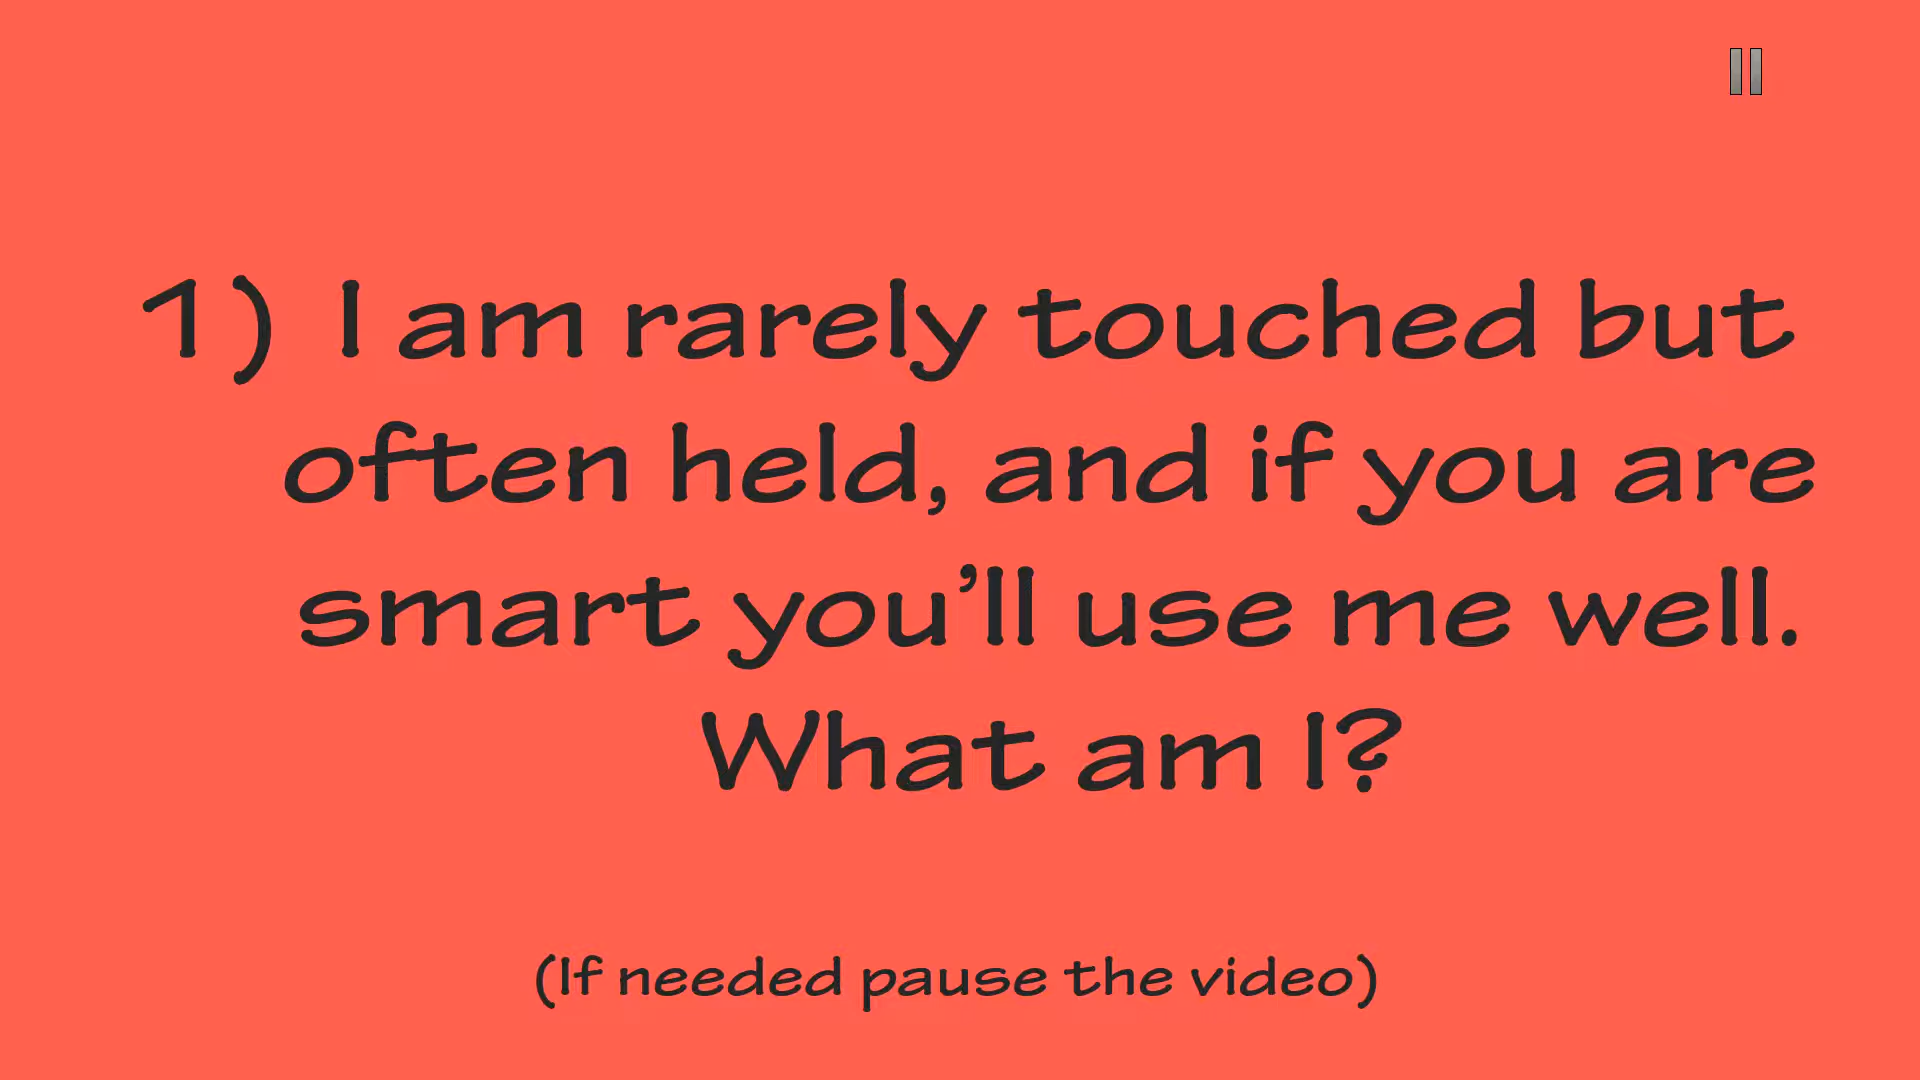 1) I am rarely touched but
often held, and if you are
smart you’ll use me well.
What am I?
(If needed pause the video)